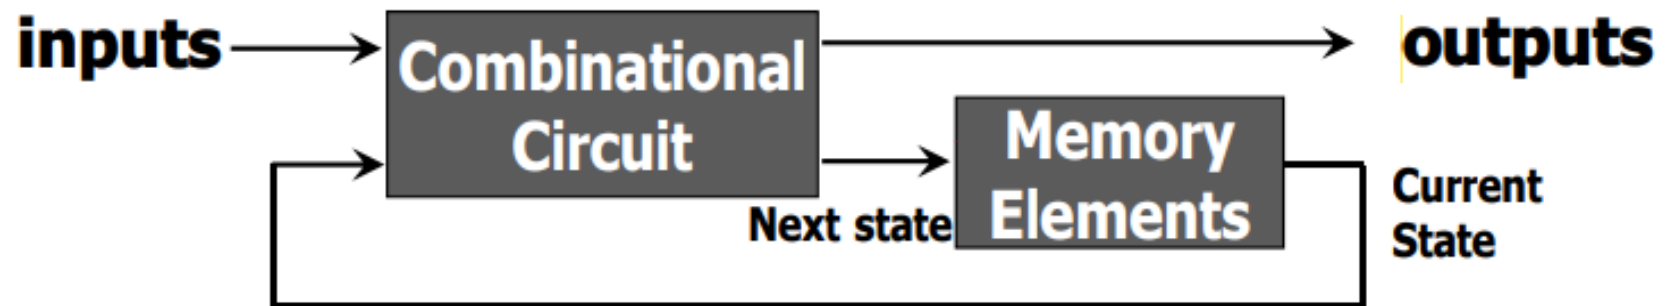 inputs
Combinational
Circuit
outputs
Memory
Elements
Next state
Current
State